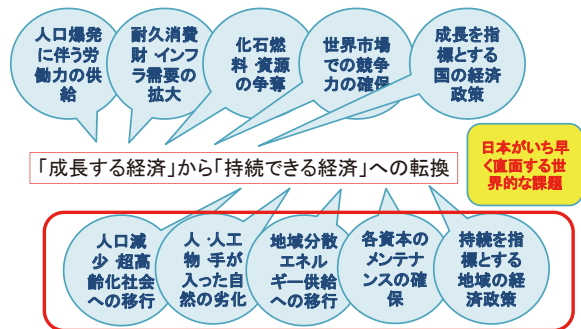 人口爆発
に伴う労
働力の供
給
耐久消費
財・インフ
ラ需要の
拡大
化石燃
料・資源
の争奪
世界市場
での競争
力の確保
成長を指
標とする
国の経済
政策
「成長する経済」から「持続できる経済」への転換
日本がいち早
く直面する世
界的な課題
人口減
少・超高
齢化社会
への移行
人・人工
物・手が
入った自
然の劣化
地域分散
エネル
ギー供給
への移行
各資本の
メンテナ
ンスの確
保
持続を指
標とする
地域の経
済政策